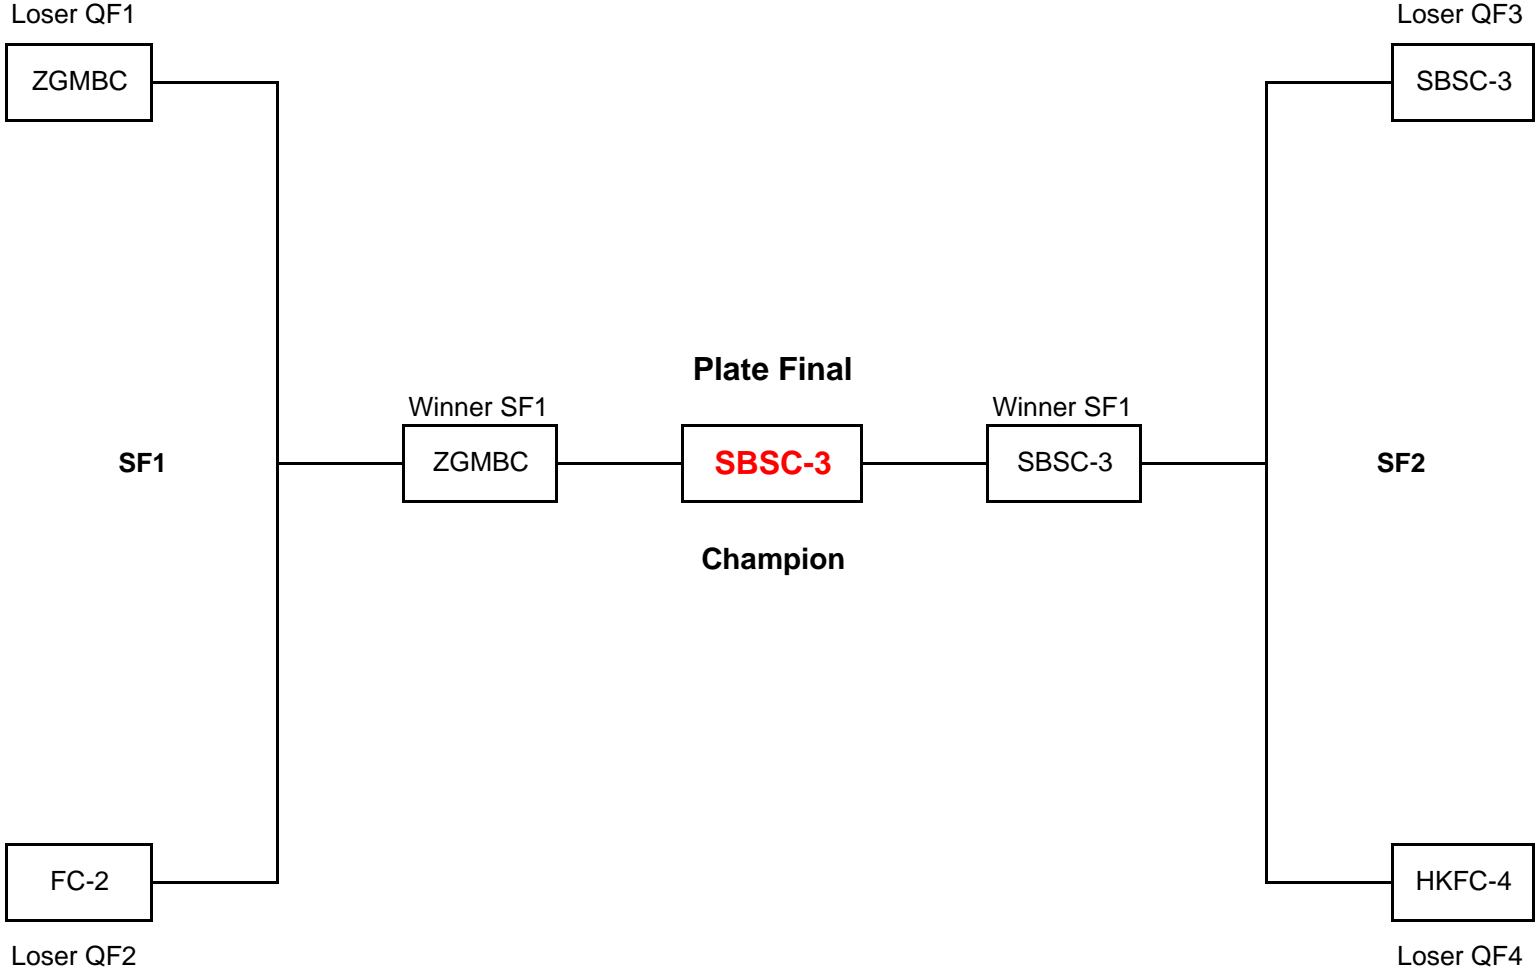 Loser QF1
Loser QF3
ZGMBC
SBSC-3
Plate Final
Winner SF1
Winner SF1
SF1
ZGMBC
SBSC-3
SBSC-3
SF2
Champion
FC-2
HKFC-4
Loser QF2
Loser QF4